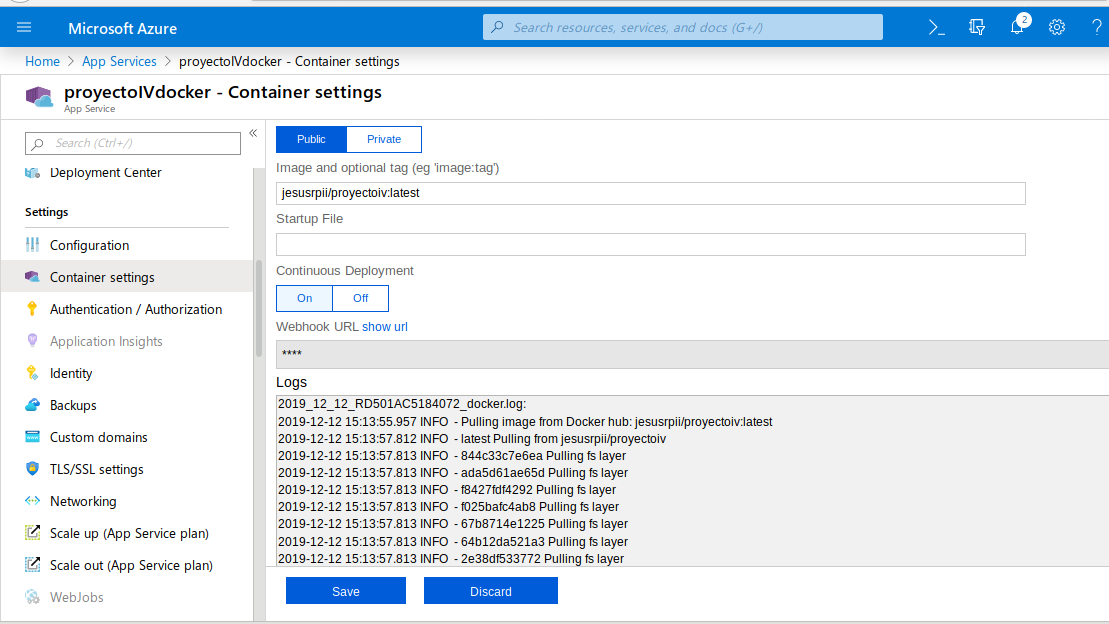 Microsoft Azure
Search resources, services, and docs (G+/)
2
?
Home > App Services > proyectoIVdocker - Container settings
proyectoIVdocker - Container settings
App Service
Search (Ctrl+/)
«
Deployment Center
Settings
Configuration
Container settings
Authentication / Authorization
Application Insights
Identity
Backups
Custom domains
TLS/SSL settings
Networking
Scale up (App Service plan)
Scale out (App Service plan)
WebJobs
Public Private
Image and optional tag (eg 'image:tag')
jesusrpii/proyectoiv:latest
Startup File
Continuous Deployment
On Off
Webhook URL show url
****
Logs
2019_12_12_RD501AC5184072_docker.log:
2019-12-12 15:13:55.957 INFO - Pulling image from Docker hub: jesusrpii/proyectoiv:latest
2019-12-12 15:13:57.812 INFO - latest Pulling from jesusrpii/proyectoiv
2019-12-12 15:13:57.813 INFO - 844c33c7e6ea Pulling fs layer
2019-12-12 15:13:57.813 INFO - ada5d61ae65d Pulling fs layer
2019-12-12 15:13:57.813 INFO - f8427fdf4292 Pulling fs layer
2019-12-12 15:13:57.813 INFO - f025bafc4ab8 Pulling fs layer
2019-12-12 15:13:57.813 INFO - 67b8714e1225 Pulling fs layer
2019-12-12 15:13:57.813 INFO - 64b12da521a3 Pulling fs layer
2019-12-12 15:13:57.813 INFO - 2e38df533772 Pulling fs layer
Save Discard